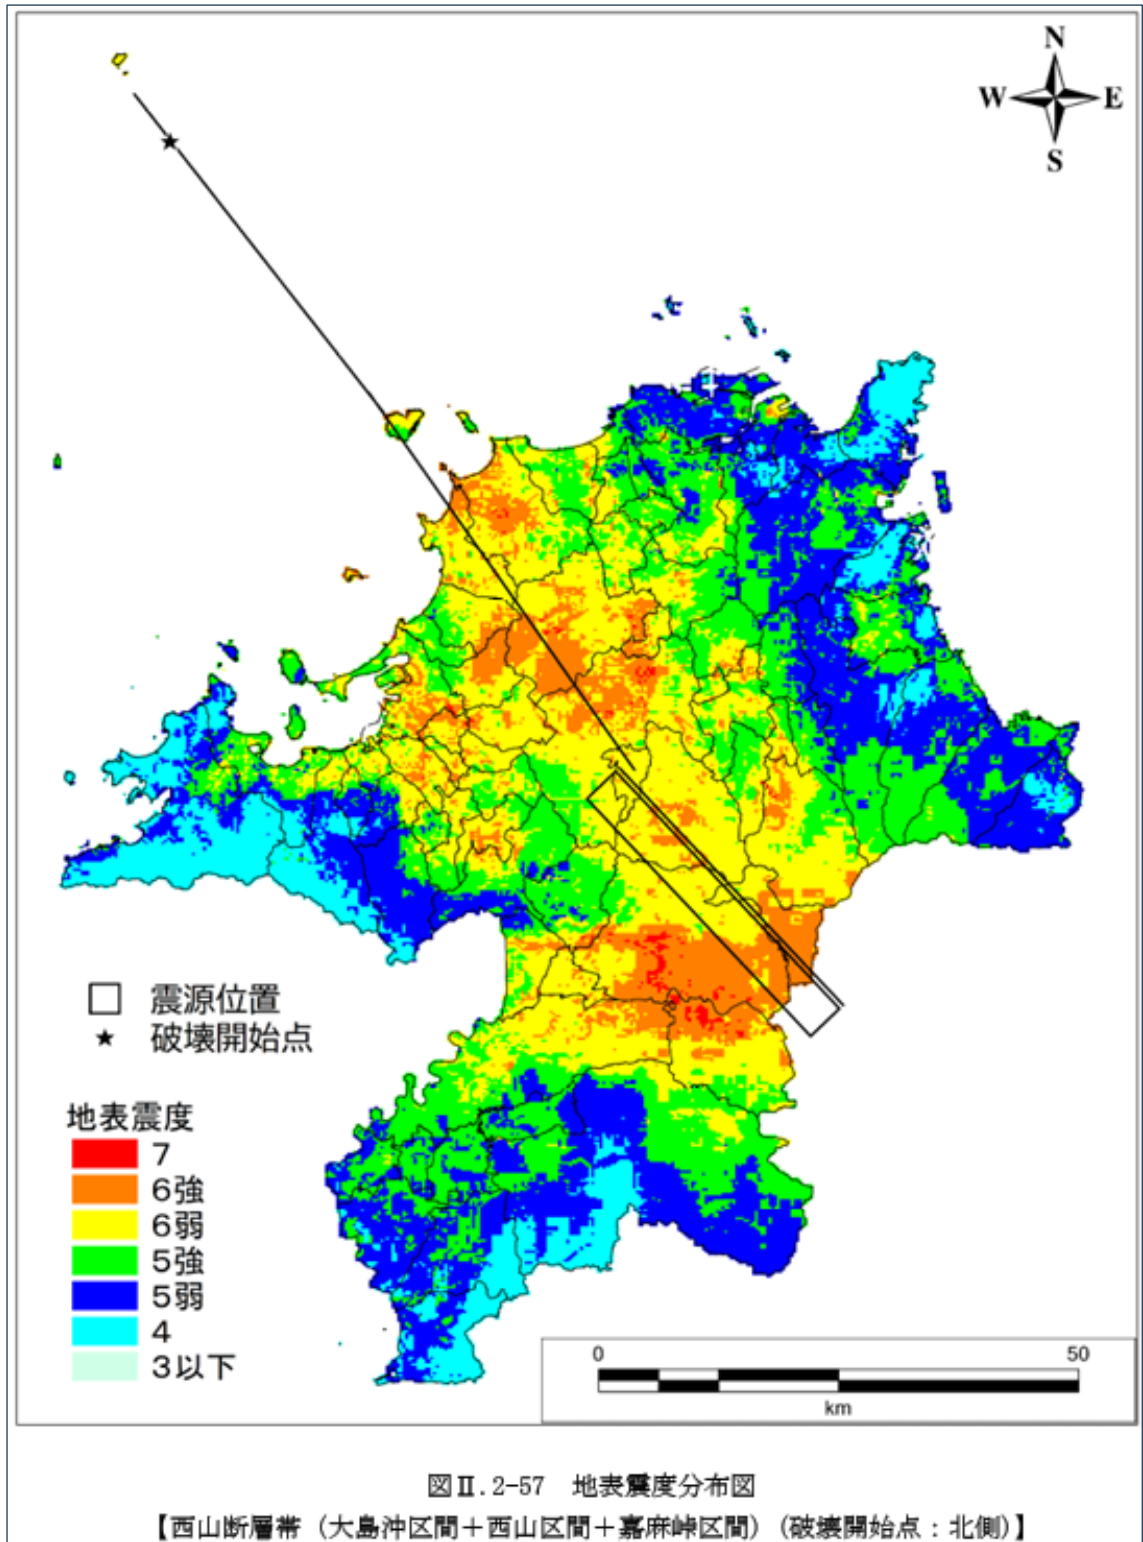 N
W E
S
震源位置
破壊開始点
地表震度
7
6強
6弱
5強
5弱
4
3以下
0 50
km
図Ⅱ.2-57 地表震度分布図
【西山断層帯（大島沖区間＋西山区間＋嘉麻峠区間）（破壊開始点：北側）】